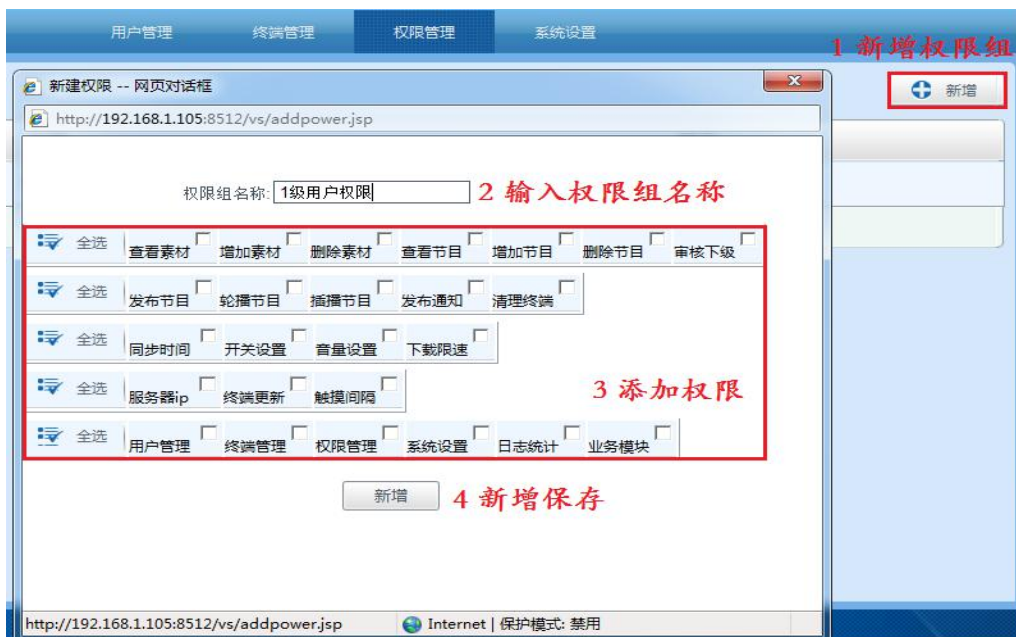 用户管理 终端管理 权限管理 系统设置
1 新增权限组
新建权限 -- 网页对话框
新增
http://192.168.1.105:8512/vs/addpower.jsp
权限组名称: 1级用户权限 2 输入权限组名称
全选 查看素材 增加素材 删除素材 查看节目 增加节目 删除节目 审核下级
全选 发布节目 轮播节目 插播节目 发布通知 清理终端
全选 同步时间 开关设置 音量设置 下载限速
全选 服务器ip 终端更新 触摸间隔 3 添加权限
全选 用户管理 终端管理 权限管理 系统设置 日志统计 业务模块
新增 4 新增保存
http://192.168.1.105:8512/vs/addpower.jsp Internet | 保护模式: 禁用